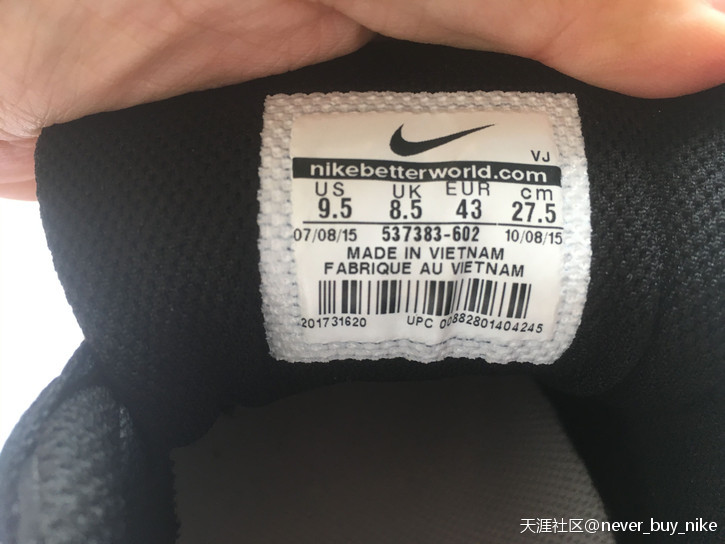 VJ
nikebetterworld.com
US UK EUR cm
9.5 8.5 43 27.5
07/08/15 537383-602 10/08/15
MADE IN VIETNAM
FABRIQUE AU VIETNAM
201731620 UPC 00882801404245
天涯社区@never_buy_nike